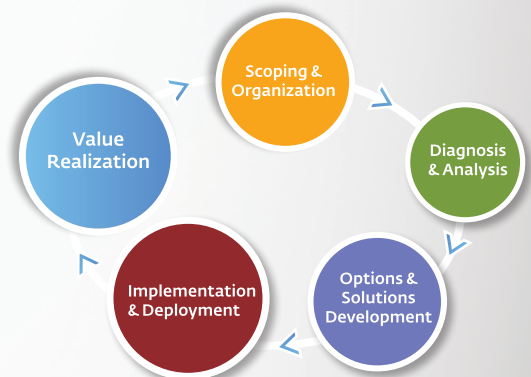 Scoping &
Organization
Diagnosis
& Analysis
Options &
Solutions
Development
Implementation
& Deployment
Value
Realization